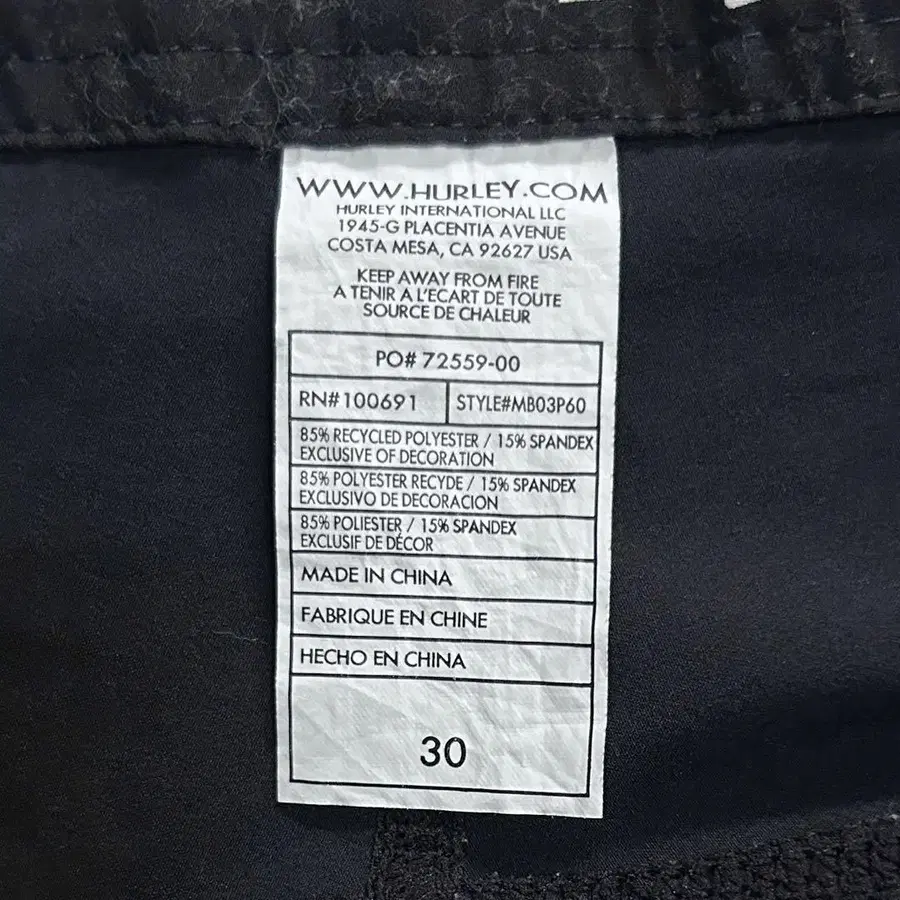 WWW.HURLEY.COM
HURLEY INTERNATIONAL LLC
1945-G PLACENTIA AVENUE
COSTA MESA, CA 92627 USA
KEEP AWAY FROM FIRE
A TENIR A L'ECART DE TOUTE
SOURCE DE CHALEUR
PO# 72559-00
RN#100691 STYLE#MB03P60
85% RECYCLED POLYESTER / 15% SPANDEX
EXCLUSIVE OF DECORATION
85% POLYESTER RECYDE / 15% SPANDEX
EXCLUSIVO DE DECORACION
85% POLIESTER / 15% SPANDEX
EXCLUSIF DE DÉCOR
MADE IN CHINA
FABRIQUE EN CHINE
HECHO EN CHINA
30